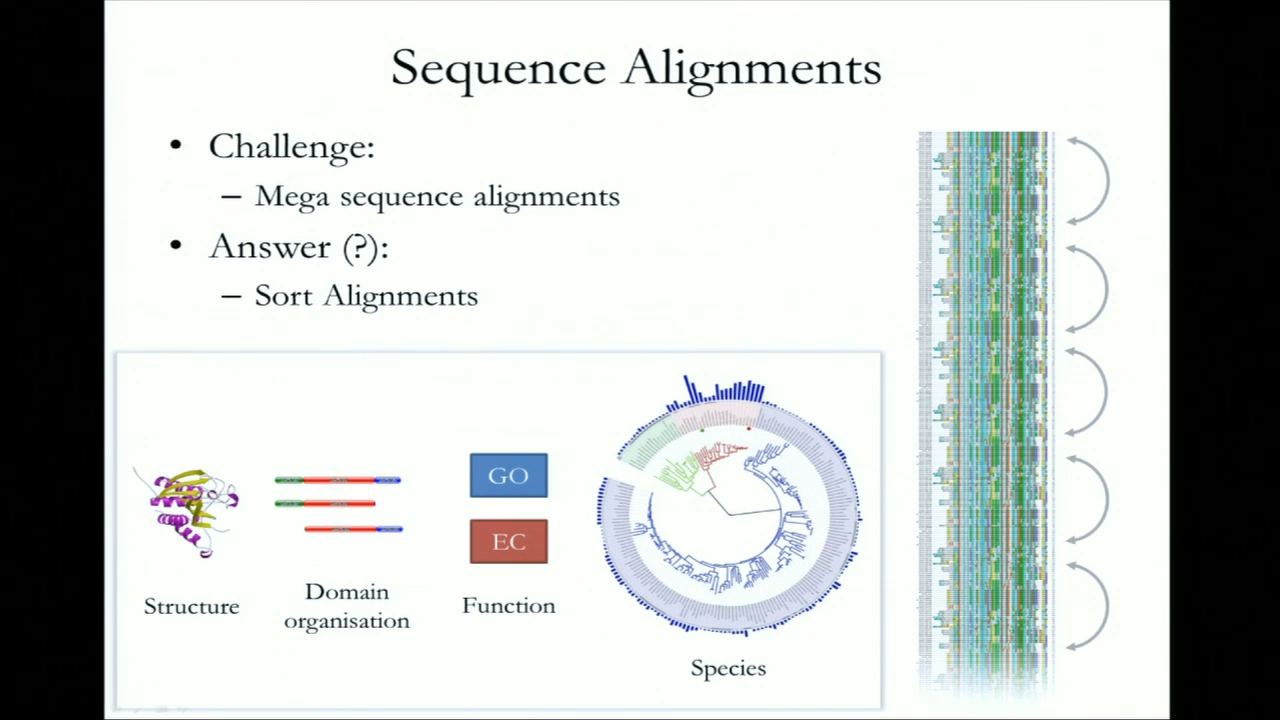 Sequence Alignments
• Challenge:
– Mega sequence alignments
• Answer (?):
– Sort Alignments
GO
EC
Structure
Domain
organisation
Function
Species